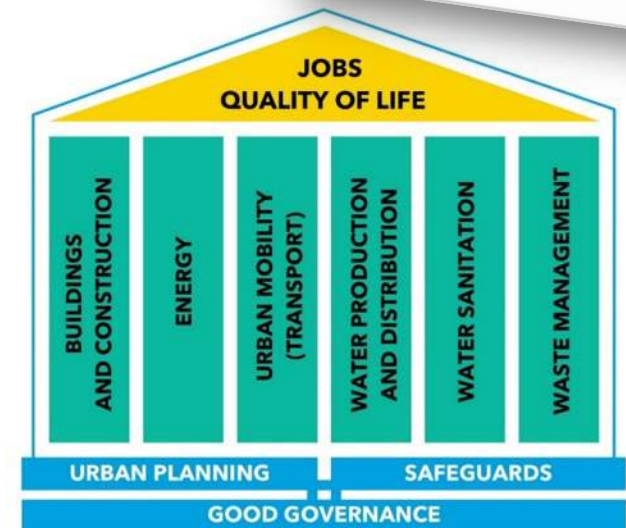 JOBS
QUALITY OF LIFE
BUILDINGS
AND CONSTRUCTION
ENERGY
URBAN MOBILITY
(TRANSPORT)
WATER PRODUCTION
AND DISTRIBUTION
WATER SANITATION
WASTE MANAGEMENT
URBAN PLANNING
SAFEGUARDS
GOOD GOVERNANCE